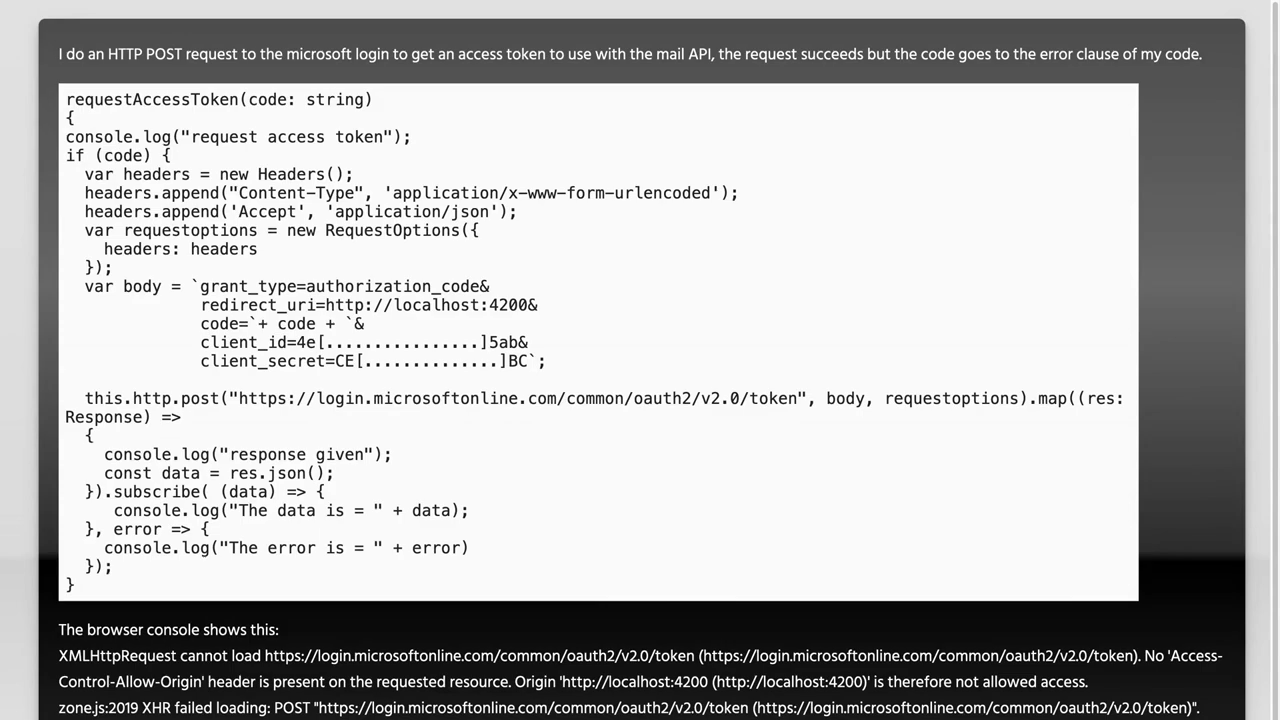 I do an HTTP POST request to the microsoft login to get an access token to use with the mail API, the request succeeds but the code goes to the error clause of my code.
requestAccessToken(code: string)
{
console.log("request access token");
if (code) {
  var headers = new Headers();
  headers.append("Content-Type", 'application/x-www-form-urlencoded');
  headers.append('Accept', 'application/json');
  var requestoptions = new RequestOptions({
    headers: headers
  });
  var body = `grant_type=authorization_code&
              redirect_uri=http://localhost:4200&
              code=`+ code + `&
              client_id=4e[................]5ab&
              client_secret=CE[..............]BC`;
  this.http.post("https://login.microsoftonline.com/common/oauth2/v2.0/token", body, requestoptions).map((res:
Response) =>
  {
    console.log("response given");
    const data = res.json();
  }).subscribe( (data) => {
     console.log("The data is = " + data);
  }, error => {
    console.log("The error is = " + error)
  });
}
The browser console shows this:
XMLHttpRequest cannot load https://login.microsoftonline.com/common/oauth2/v2.0/token (https://login.microsoftonline.com/common/oauth2/v2.0/token). No 'Access-
Control-Allow-Origin' header is present on the requested resource. Origin 'http://localhost:4200 (http://localhost:4200)' is therefore not allowed access.
zone.js:2019 XHR failed loading: POST "https://login.microsoftonline.com/common/oauth2/v2.0/token (https://login.microsoftonline.com/common/oauth2/v2.0/token)".